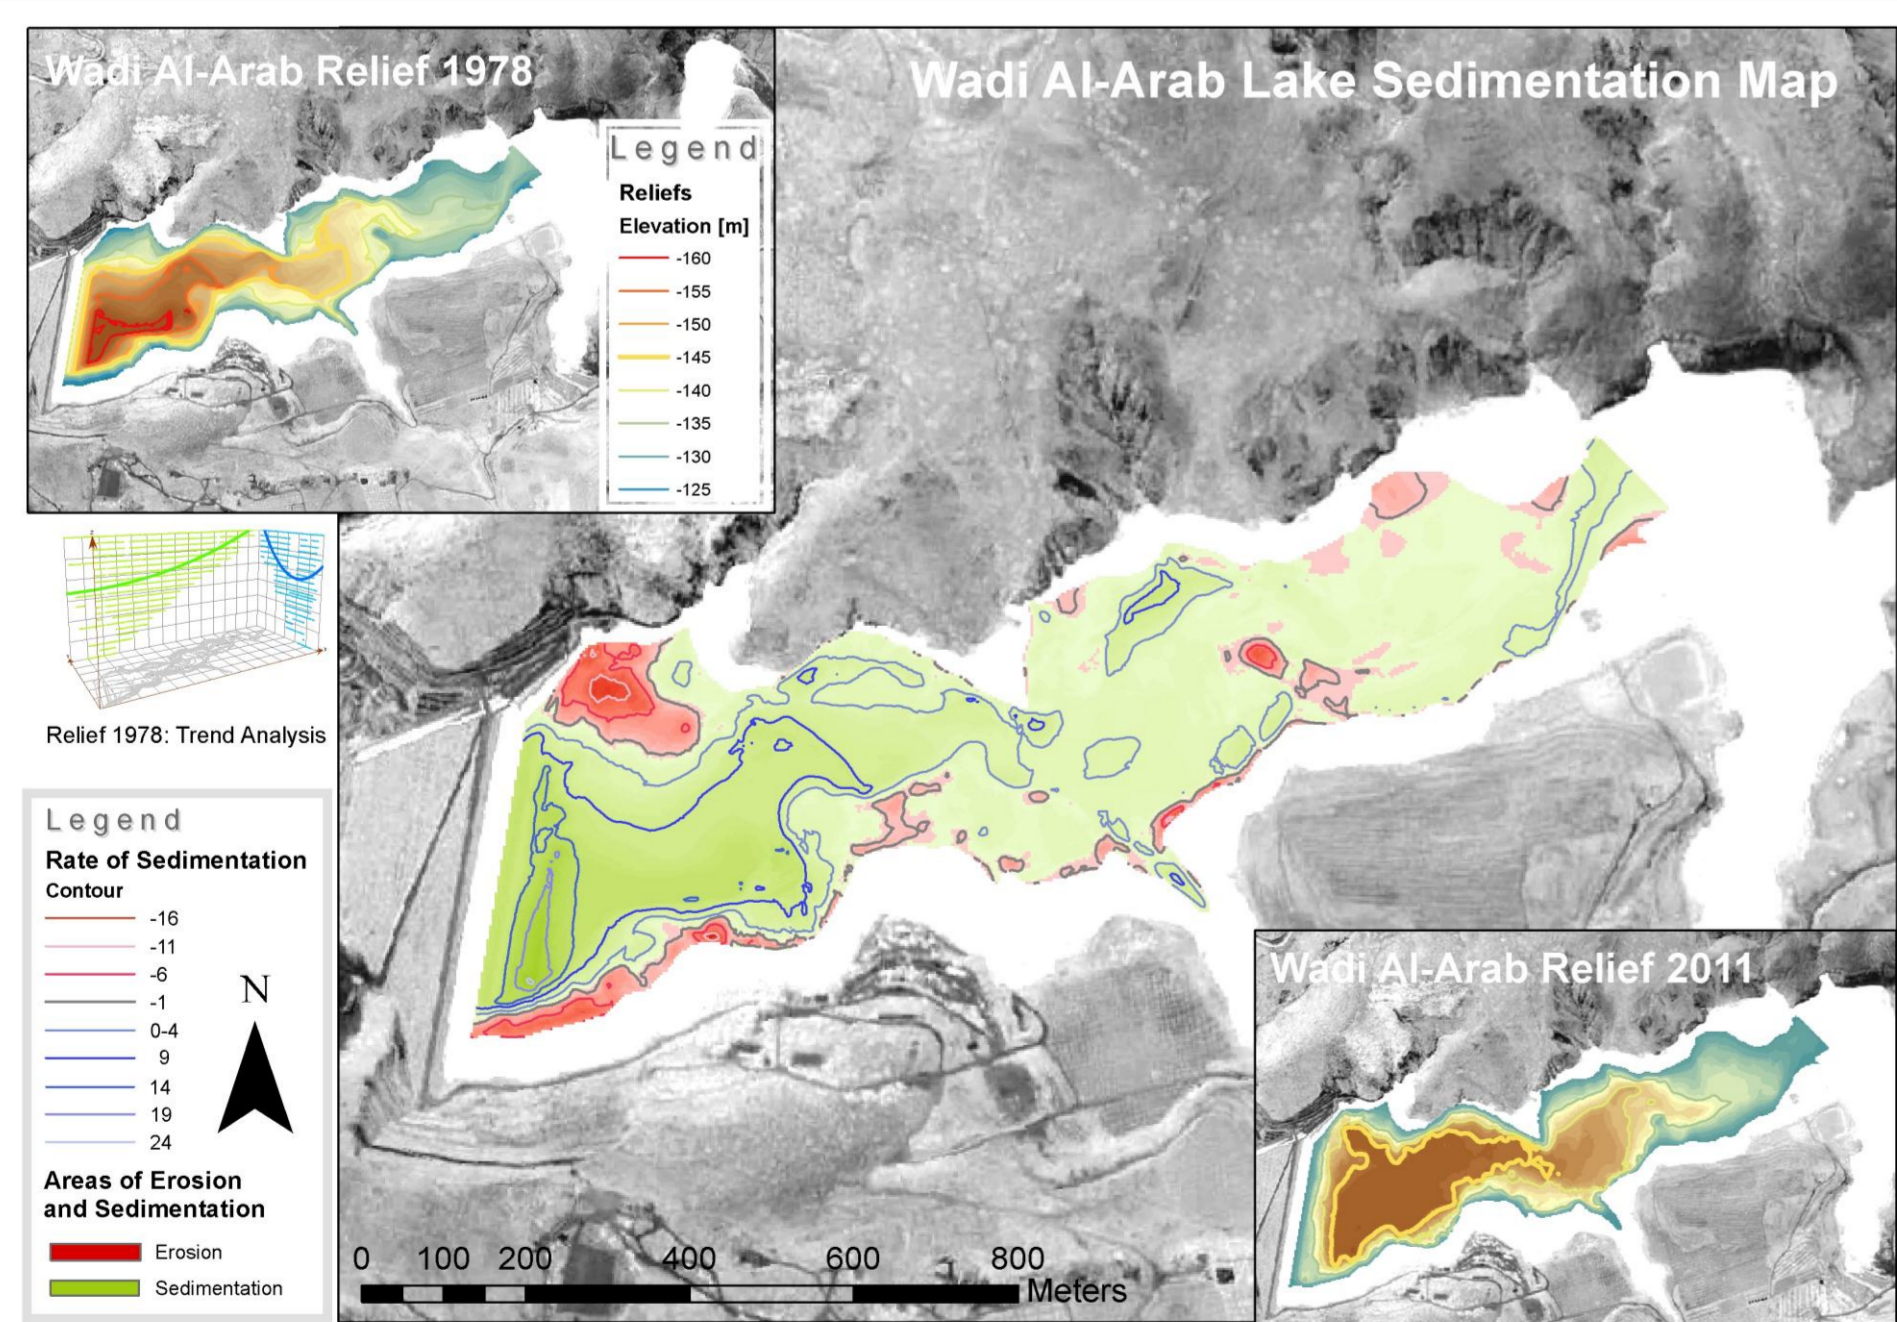 Wadi Al-Arab Relief 1978
Wadi Al-Arab Lake Sedimentation Map
Legend
Reliefs
Elevation [m]
-160
-155
-150
-145
-140
-135
-130
-125
Relief 1978: Trend Analysis
Legend
Rate of Sedimentation
Contour
-16
-11
-6
-1
0-4
9
14
19
24
N
Areas of Erosion
and Sedimentation
Erosion
Sedimentation
0 100 200 400 600 800
Meters
Wadi Al-Arab Relief 2011